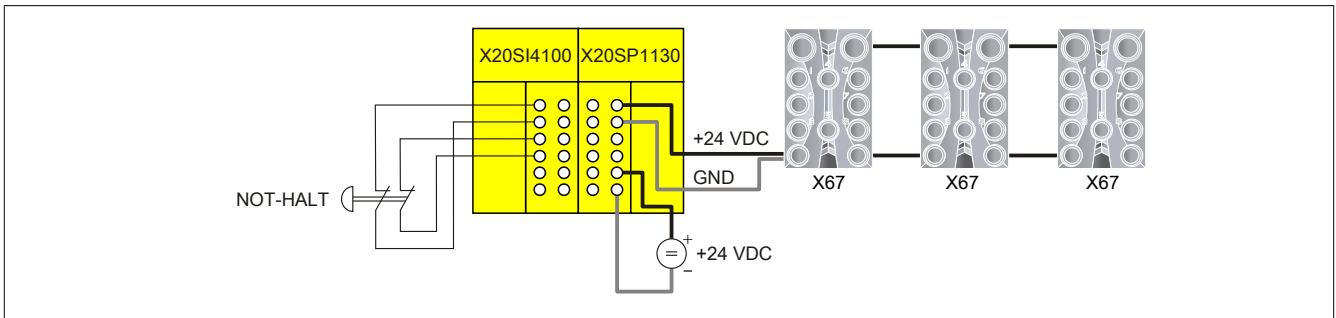 X20SI4100 X20SP1130
+24 VDC
GND
X67 X67 X67
NOT-HALT
+24 VDC
+
−